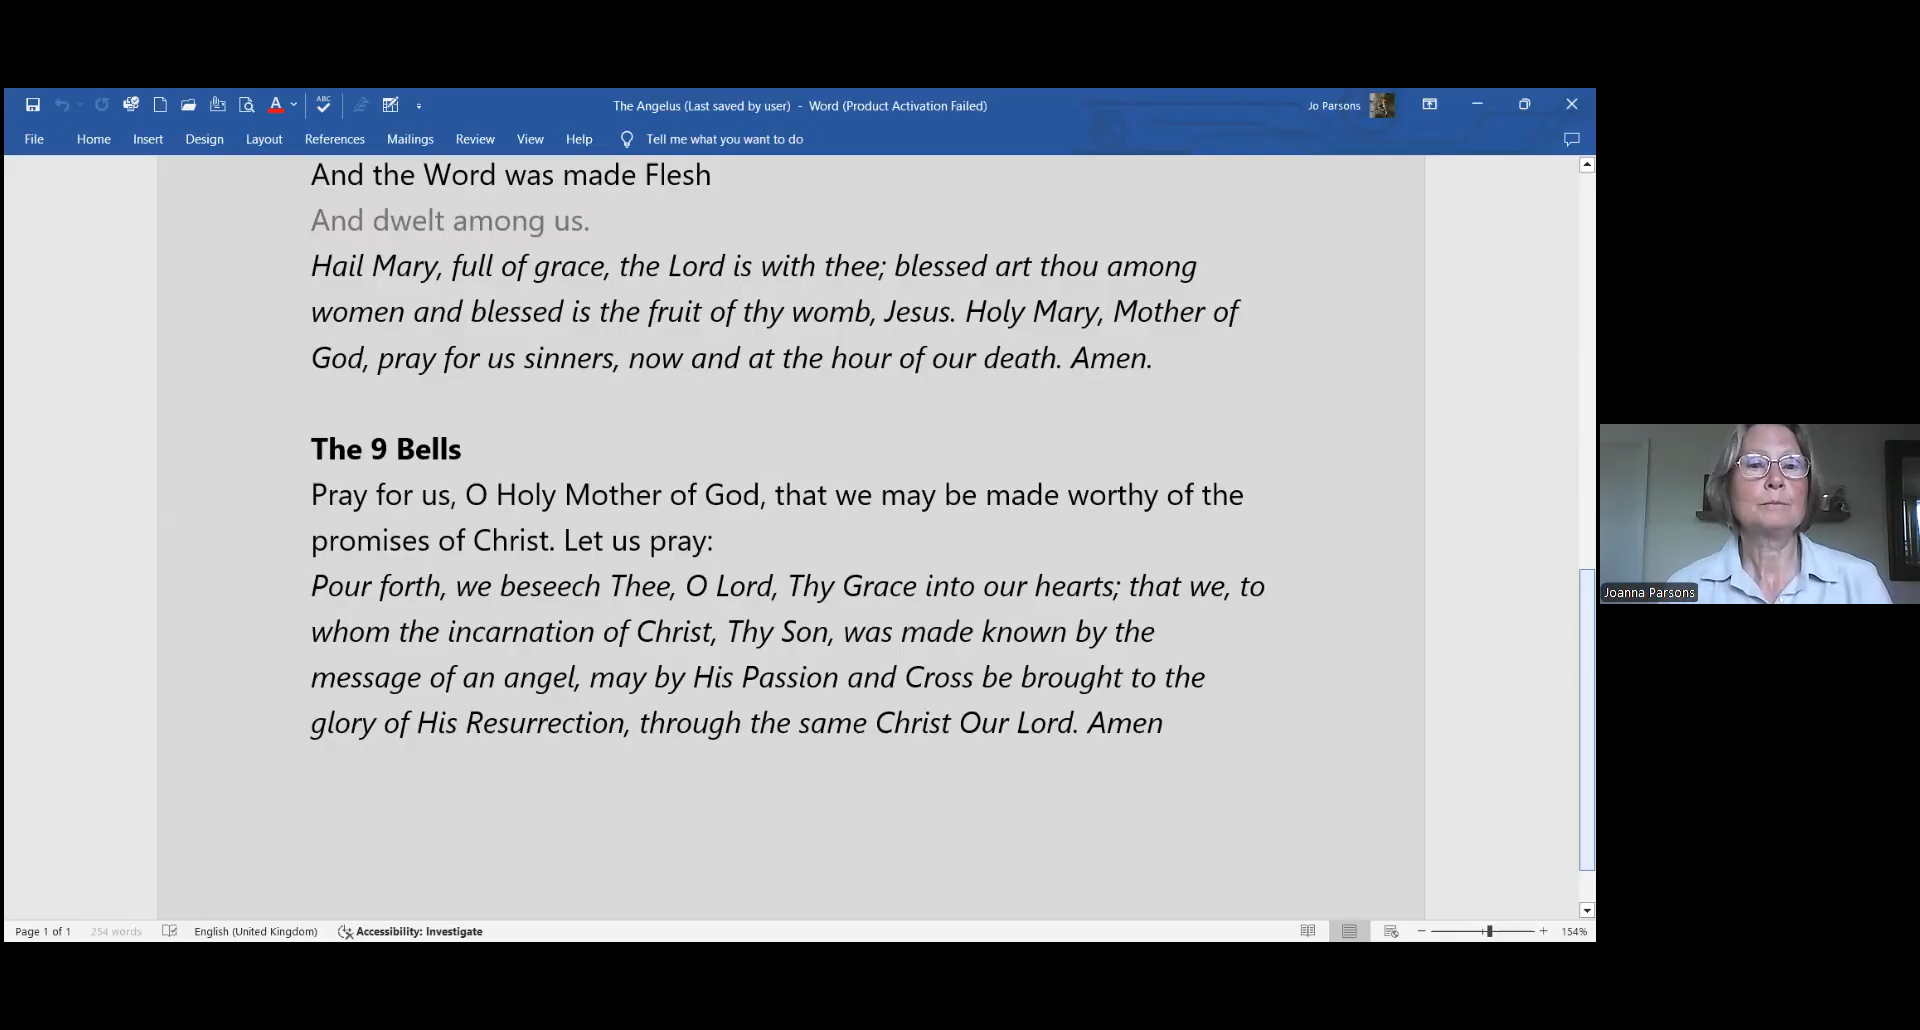 The Angelus (Last saved by user) - Word (Product Activation Failed)
Jo Parsons
File Home Insert Design Layout References Mailings Review View Help Tell me what you want to do
And the Word was made Flesh
And dwelt among us.
Hail Mary, full of grace, the Lord is with thee; blessed art thou among
women and blessed is the fruit of thy womb, Jesus. Holy Mary, Mother of
God, pray for us sinners, now and at the hour of our death. Amen.
The 9 Bells
Pray for us, O Holy Mother of God, that we may be made worthy of the
promises of Christ. Let us pray:
Pour forth, we beseech Thee, O Lord, Thy Grace into our hearts; that we, to
whom the incarnation of Christ, Thy Son, was made known by the
message of an angel, may by His Passion and Cross be brought to the
glory of His Resurrection, through the same Christ Our Lord. Amen
Joanna Parsons
Page 1 of 1 254 words English (United Kingdom) Accessibility: Investigate 154%